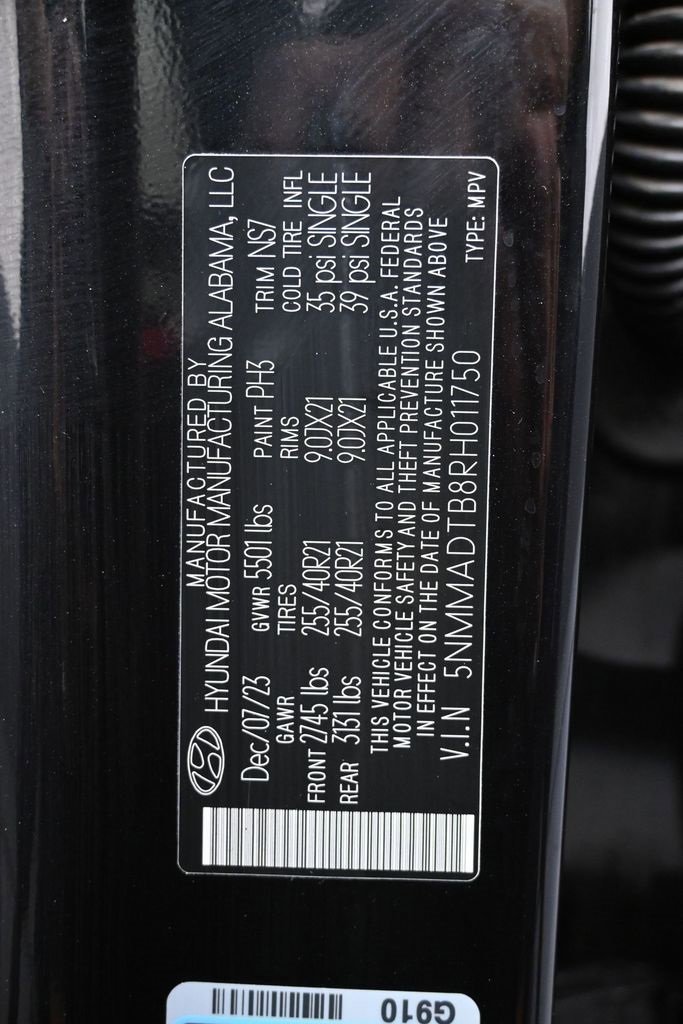 MANUFACTURED BY
HYUNDAI MOTOR MANUFACTURING ALABAMA, LLC
Dec/07/23 GVWR 5501 lbs PAINT PH3 TRIM NS7
GAWR TIRES RIMS COLD TIRE INFL
FRONT 2745 lbs 255/40R21 9.0JX21 35 psi SINGLE
REAR 3131 lbs 255/40R21 9.0JX21 39 psi SINGLE
THIS VEHICLE CONFORMS TO ALL APPLICABLE U.S.A. FEDERAL
MOTOR VEHICLE SAFETY AND THEFT PREVENTION STANDARDS
IN EFFECT ON THE DATE OF MANUFACTURE SHOWN ABOVE
V.I.N 5NMMADTB8RH011750 TYPE: MPV
G910